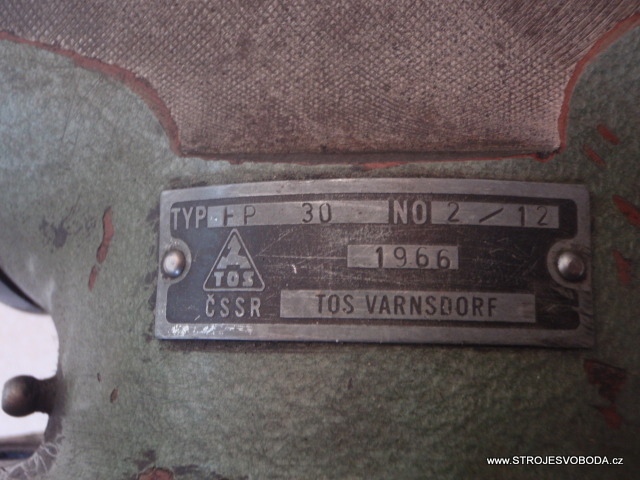 TYP FP 30 NO 2/12
TOS 1966
ČSSR TOS VARNSDORF
WWW.STROJESVOBODA.cz